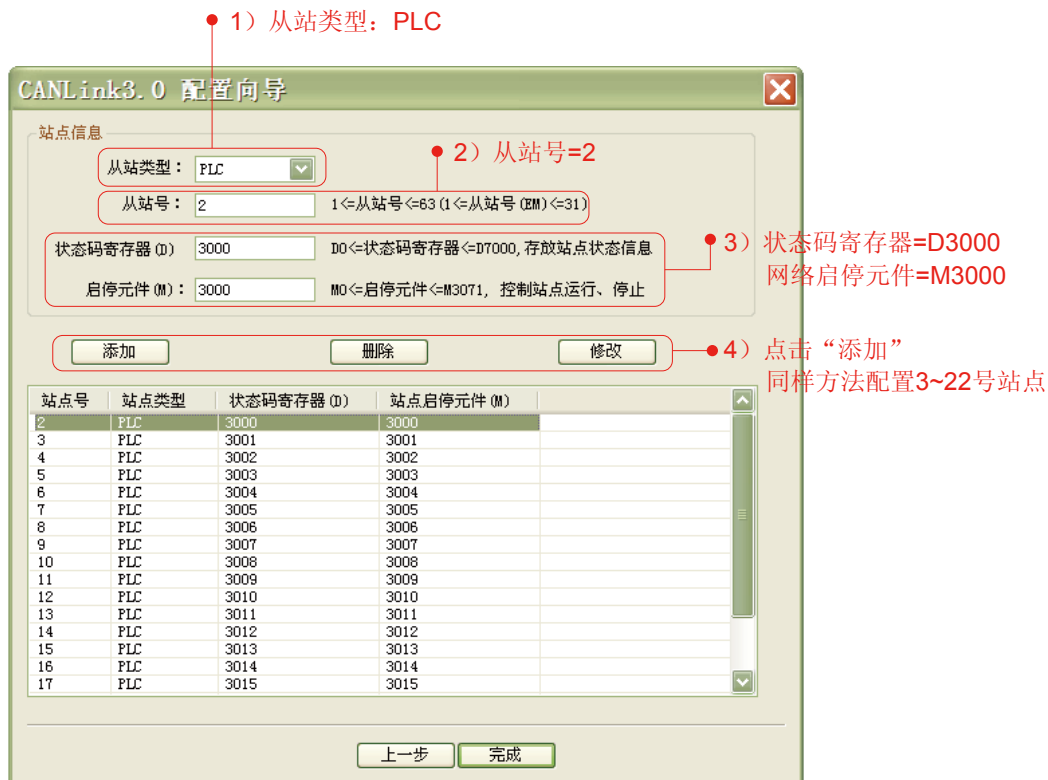 1）从站类型：PLC
CANLink3.0 配置向导
站点信息
从站类型： PLC
2）从站号=2
从站号： 2 1<=从站号<=63(1<=从站号(EM)<=31)
状态码寄存器(D) 3000 D0<=状态码寄存器<=D7000,存放站点状态信息
3）状态码寄存器=D3000
网络启停元件=M3000
启停元件(M)： 3000 M0<=启停元件<=M3071, 控制站点运行、停止
添加 删除 修改
4）点击“添加”
同样方法配置3~22号站点
站点号 站点类型 状态码寄存器(D) 站点启停元件(M)
2 PLC 3000 3000
3 PLC 3001 3001
4 PLC 3002 3002
5 PLC 3003 3003
6 PLC 3004 3004
7 PLC 3005 3005
8 PLC 3006 3006
9 PLC 3007 3007
10 PLC 3008 3008
11 PLC 3009 3009
12 PLC 3010 3010
13 PLC 3011 3011
14 PLC 3012 3012
15 PLC 3013 3013
16 PLC 3014 3014
17 PLC 3015 3015
上一步 完成